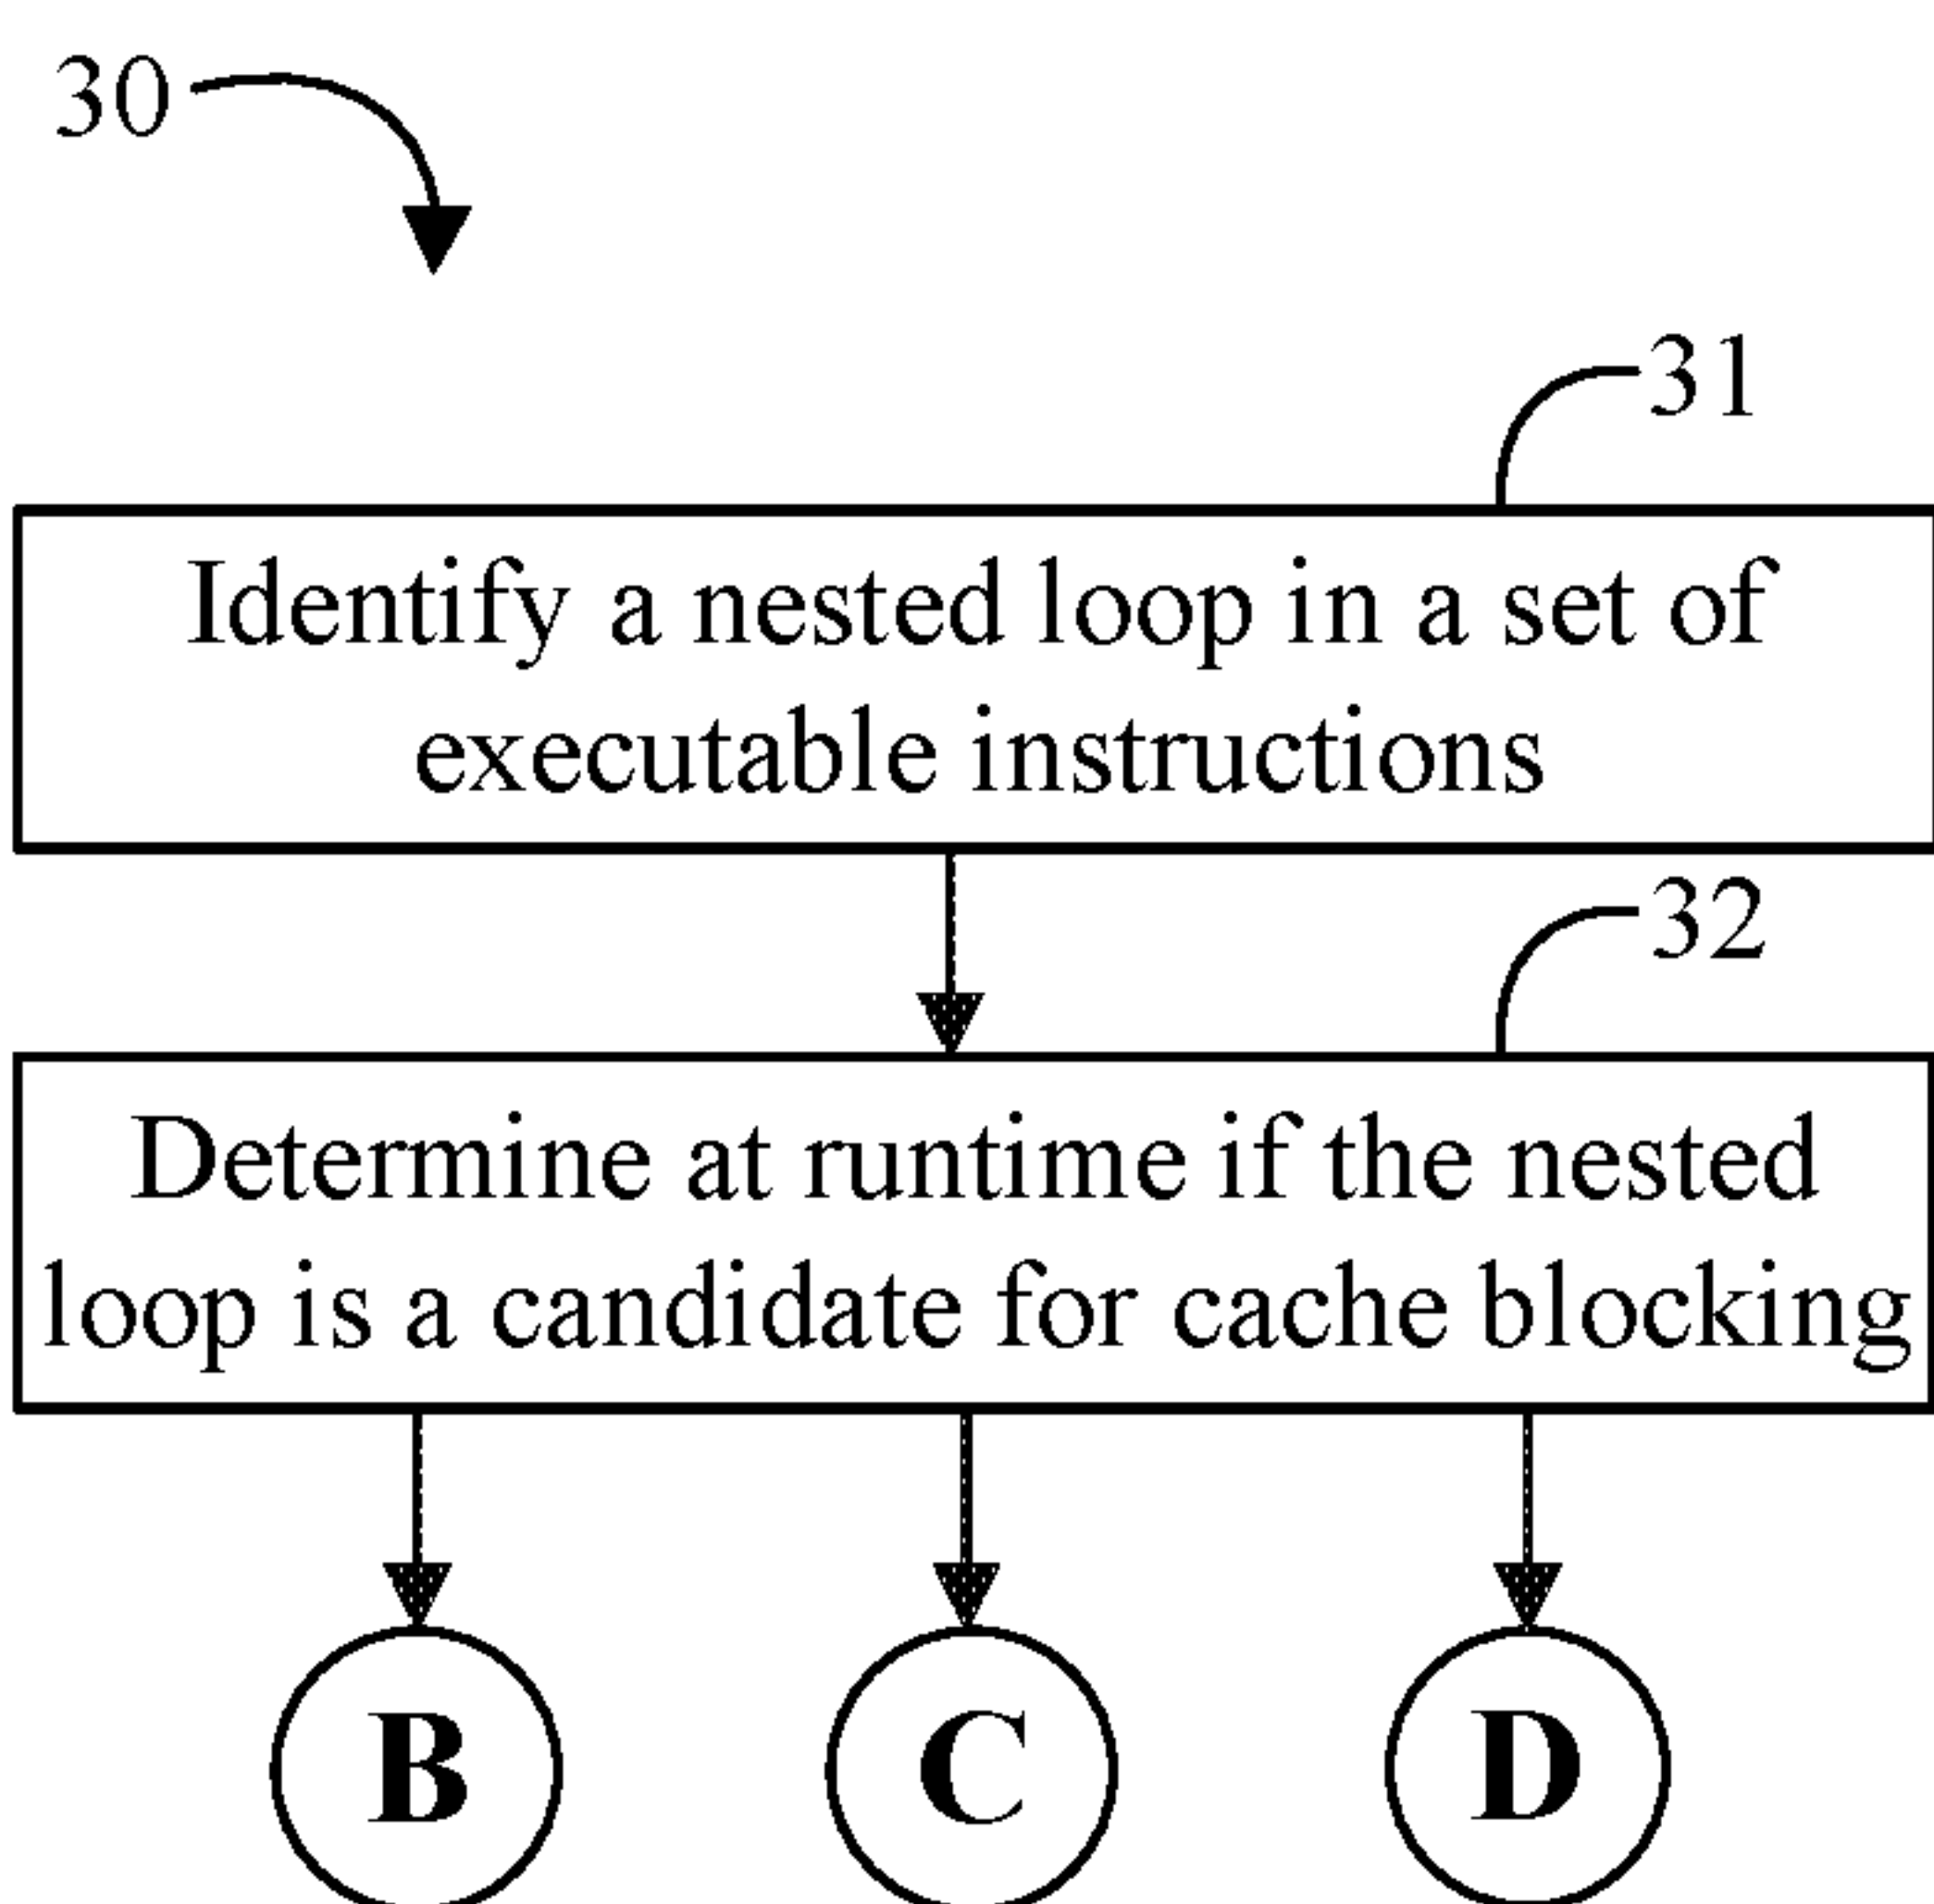 30
31
Identify a nested loop in a set of
executable instructions
32
Determine at runtime if the nested
loop is a candidate for cache blocking
B
C
D